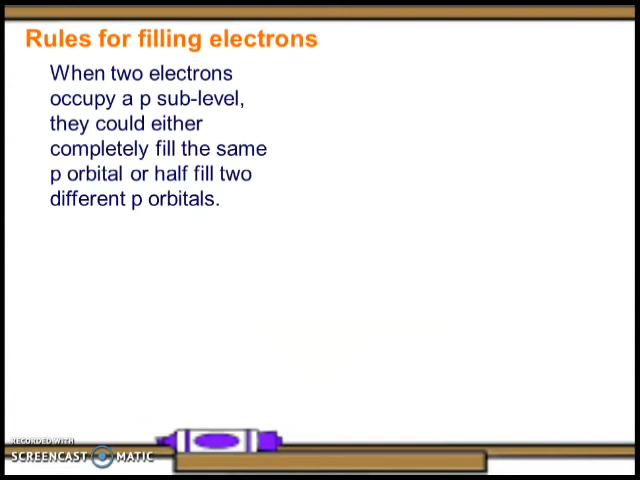 Rules for filling electrons
When two electrons
occupy a p sub-level,
they could either
completely fill the same
p orbital or half fill two
different p orbitals.
RECORDED WITH
SCREENCAST MATIC